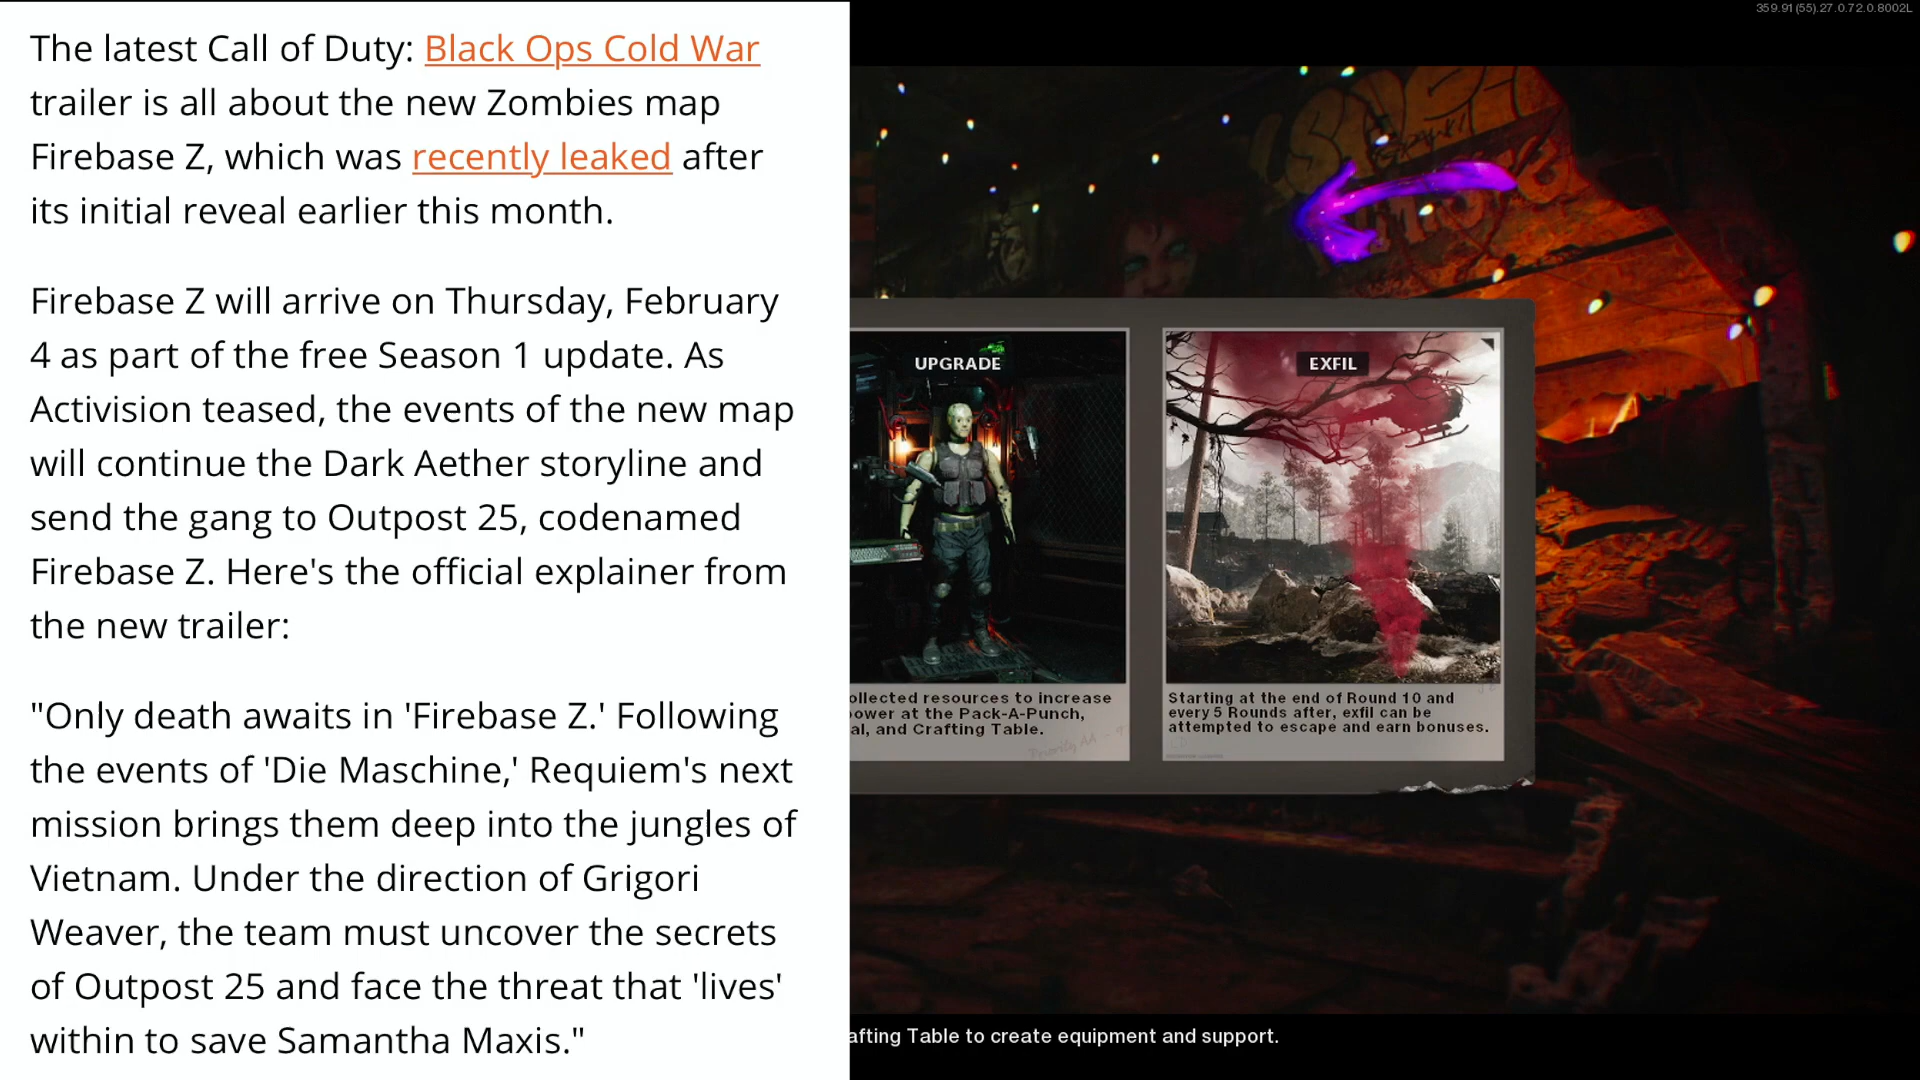 359.91(55).27.0.72.0.8002L
The latest Call of Duty: Black Ops Cold War
trailer is all about the new Zombies map
Firebase Z, which was recently leaked after
its initial reveal earlier this month.
Firebase Z will arrive on Thursday, February
4 as part of the free Season 1 update. As
Activision teased, the events of the new map
will continue the Dark Aether storyline and
send the gang to Outpost 25, codenamed
Firebase Z. Here's the official explainer from
the new trailer:
"Only death awaits in 'Firebase Z.' Following
the events of 'Die Maschine,' Requiem's next
mission brings them deep into the jungles of
Vietnam. Under the direction of Grigori
Weaver, the team must uncover the secrets
of Outpost 25 and face the threat that 'lives'
within to save Samantha Maxis."
UPGRADE
ollected resources to increase
ower at the Pack-A-Punch,
al, and Crafting Table.
Priority AA
EXFIL
Starting at the end of Round 10 and
every 5 Rounds after, exfil can be
attempted to escape and earn bonuses.
afting Table to create equipment and support.